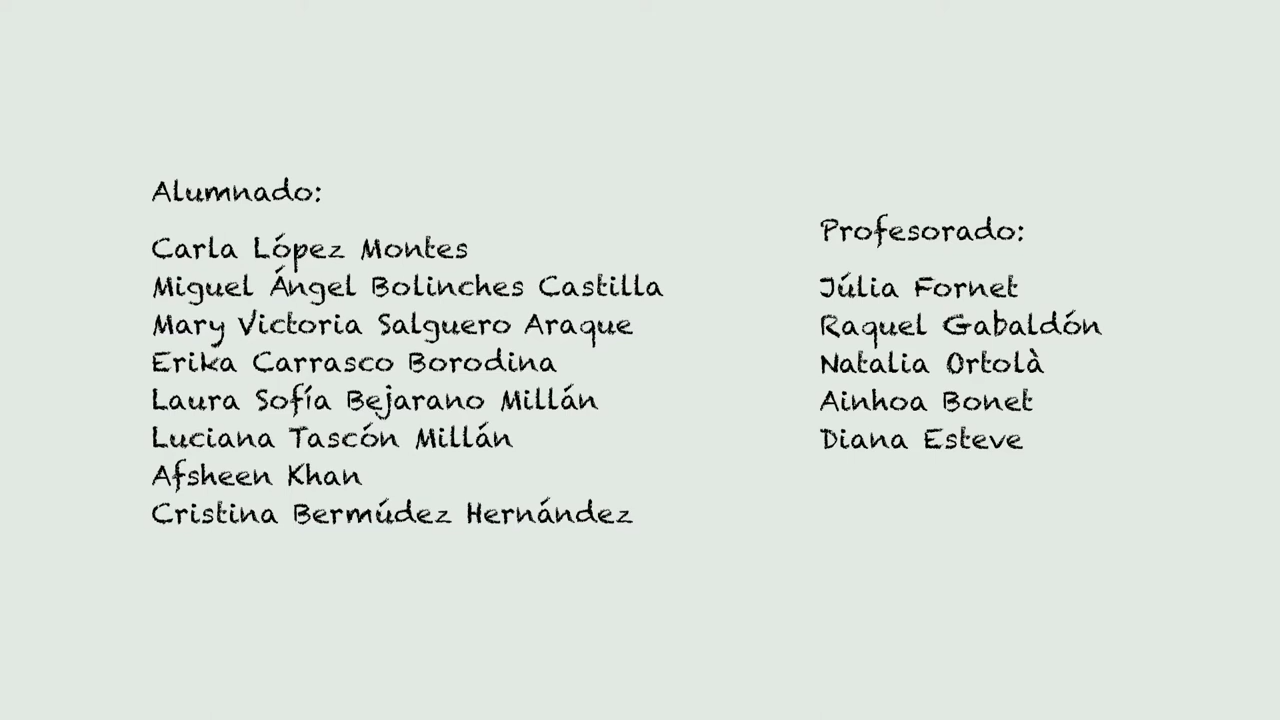 Alumnado:
Carla López Montes
Miguel Ángel Bolinches Castilla
Mary Victoria Salguero Araque
Erika Carrasco Borodina
Laura Sofía Bejarano Millán
Luciana Tascón Millán
Afsheen Khan
Cristina Bermúdez Hernández
Profesorado:
Júlia Fornet
Raquel Gabaldón
Natalia Ortolà
Ainhoa Bonet
Diana Esteve